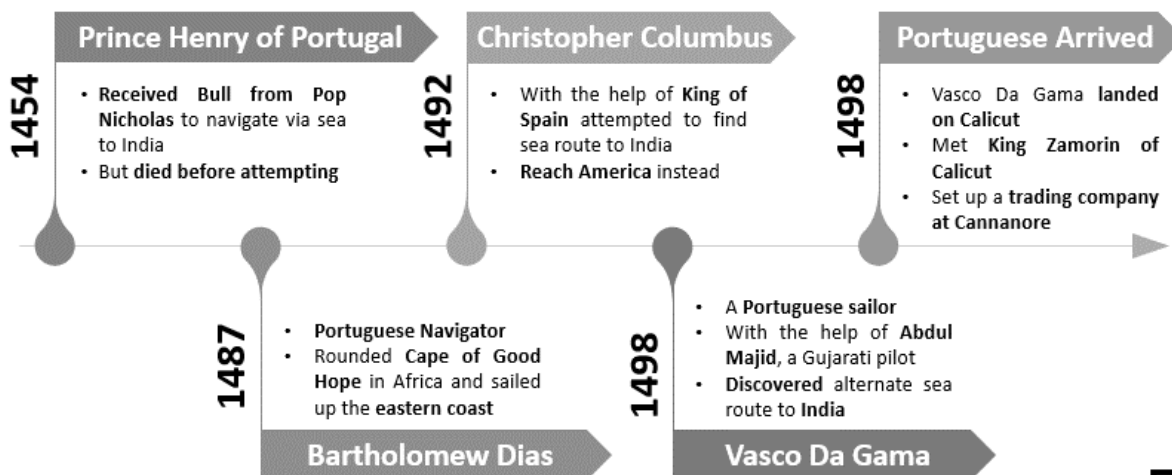 Prince Henry of Portugal
1454
• Received Bull from Pop
Nicholas to navigate via sea
to India
• But died before attempting
1487
• Portuguese Navigator
• Rounded Cape of Good
Hope in Africa and sailed
up the eastern coast
Bartholomew Dias
Christopher Columbus
1492
• With the help of King of
Spain attempted to find
sea route to India
• Reach America instead
1498
• A Portuguese sailor
• With the help of Abdul
Majid, a Gujarati pilot
• Discovered alternate sea
route to India
Vasco Da Gama
Portuguese Arrived
1498
• Vasco Da Gama landed
on Calicut
• Met King Zamorin of
Calicut
• Set up a trading company
at Cannanore